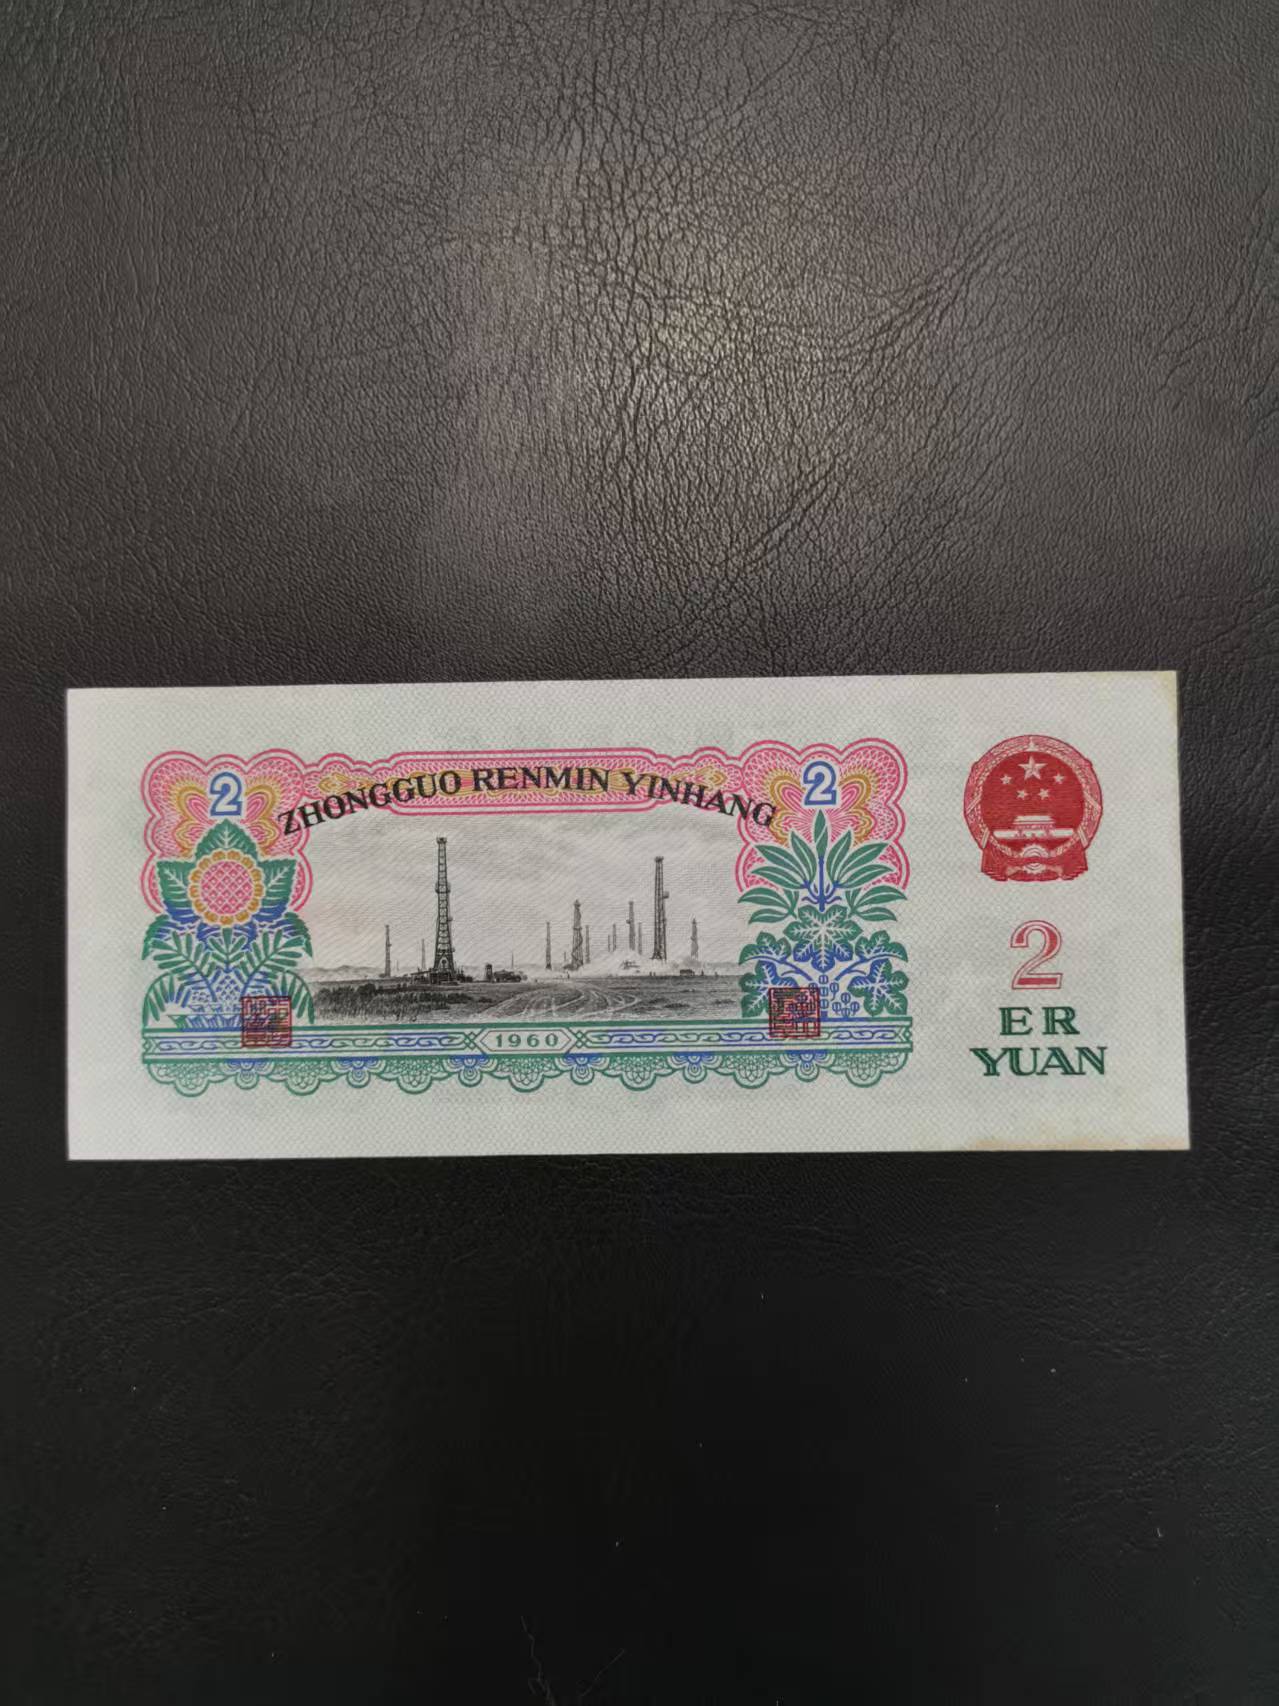 2
2
ZHONGGUO RENMIN YINHANG
1960
2
ER
YUAN